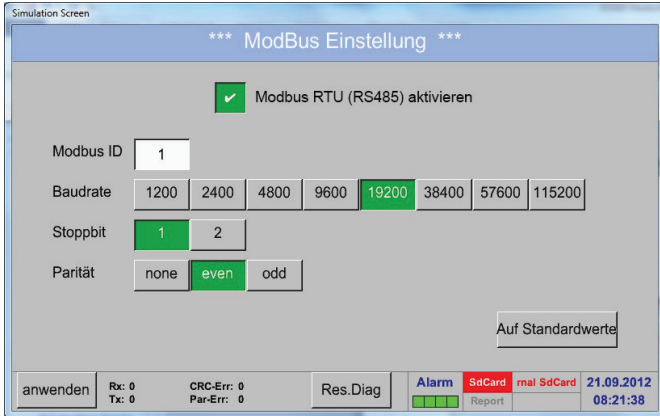 Simulation Screen
*** ModBus Einstellung ***
✔ Modbus RTU (RS485) aktivieren
Modbus ID 1
Baudrate 1200 2400 4800 9600 19200 38400 57600 115200
Stoppbit 1 2
Parität none even odd
Auf Standardwerte
anwenden
Rx: 0 CRC-Err: 0
Tx: 0 Par-Err: 0
Res.Diag
Alarm SdCard rnal SdCard 21.09.2012
Report 08:21:38